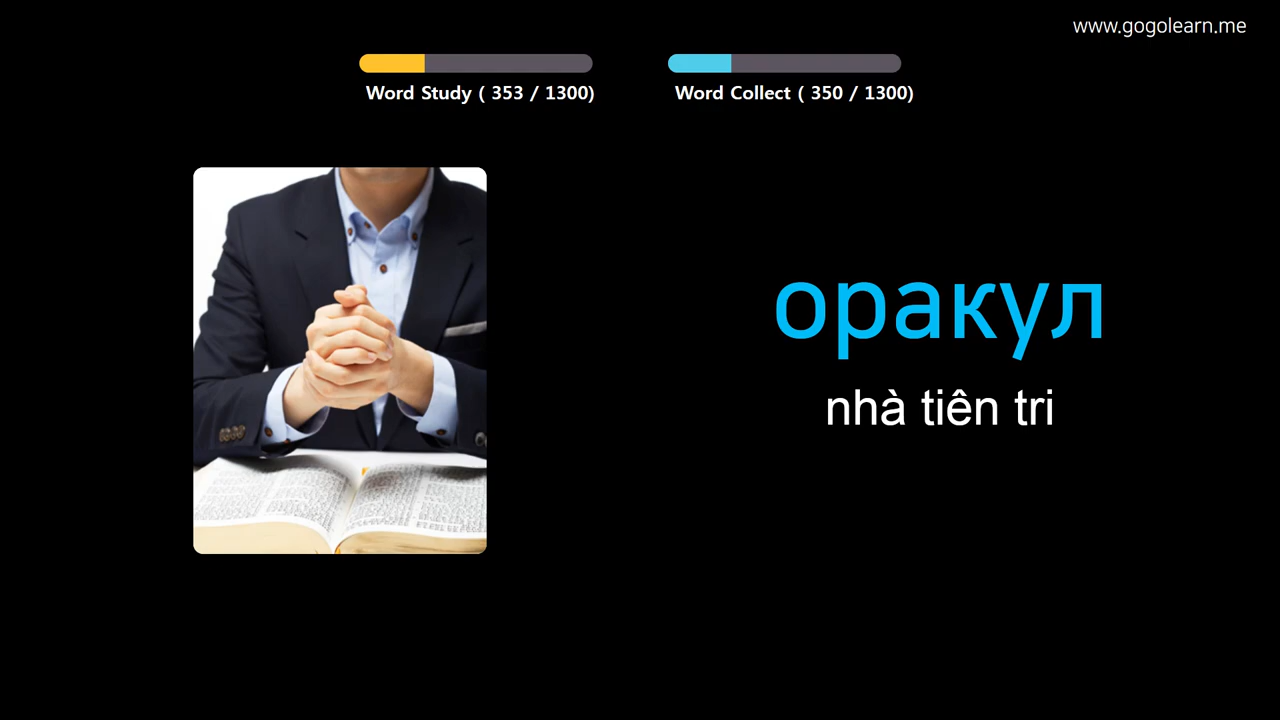 www.gogolearn.me
Word Study ( 353 / 1300)
Word Collect ( 350 / 1300)
оракул
nhà tiên tri